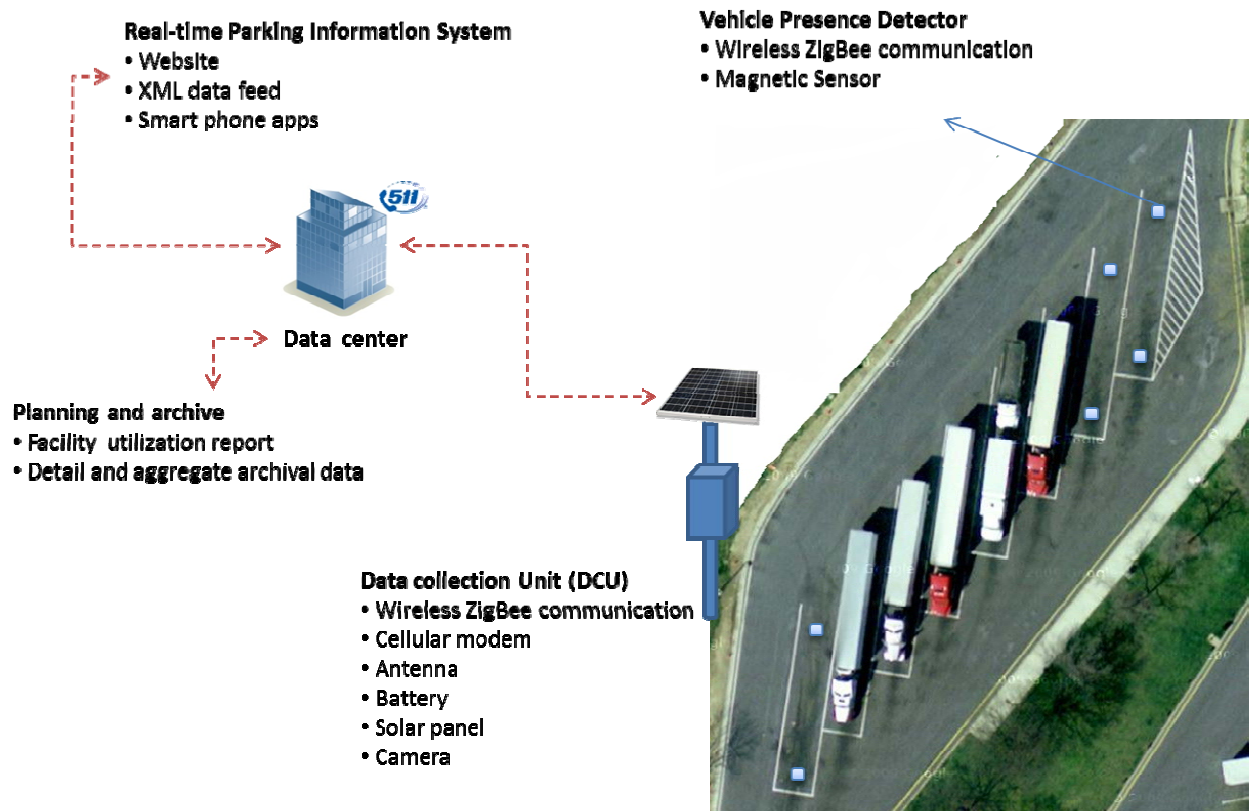 Real-time Parking Information System
• Website
• XML data feed
• Smart phone apps
Vehicle Presence Detector
• Wireless ZigBee communication
• Magnetic Sensor
511
Data center
Planning and archive
• Facility utilization report
• Detail and aggregate archival data
Data collection Unit (DCU)
• Wireless ZigBee communication
• Cellular modem
• Antenna
• Battery
• Solar panel
• Camera